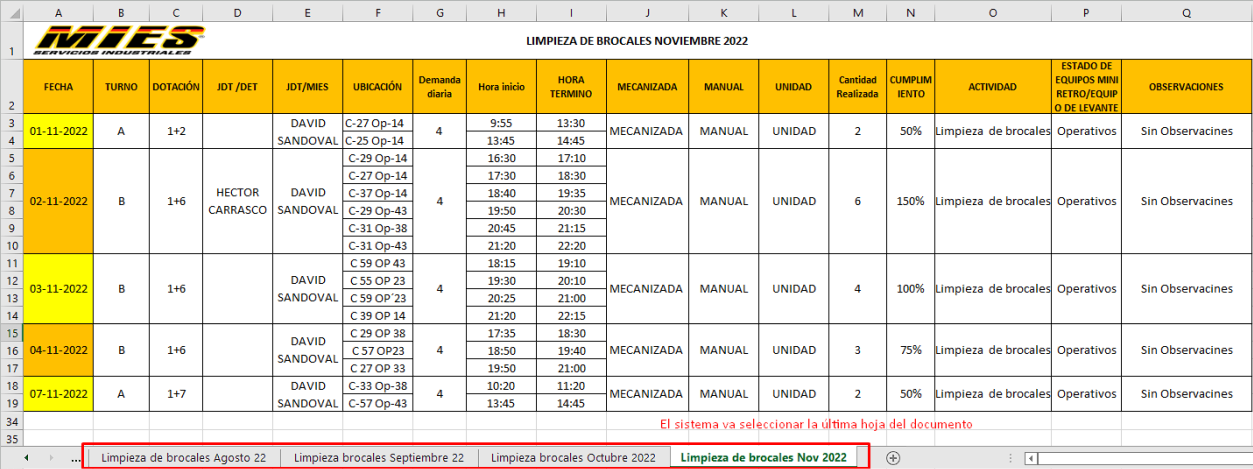 A B C D E F G H I J K L M N O P Q
1 MIES SERVICIOS INDUSTRIALES LIMPIEZA DE BROCALES NOVIEMBRE 2022
2 FECHA TURNO DOTACIÓN JDT /DET JDT/MIES UBICACIÓN Demanda diaria Hora inicio HORA TERMINO MECANIZADA MANUAL UNIDAD Cantidad Realizada CUMPLIMIENTO ACTIVIDAD ESTADO DE EQUIPOS MINI RETRO/EQUIPO DE LEVANTE OBSERVACIONES
3 01-11-2022 A 1+2 DAVID SANDOVAL C-27 Op-14 4 9:55 13:30 MECANIZADA MANUAL UNIDAD 2 50% Limpieza de brocales Operativos Sin Observacines
4 C-25 Op-14 13:45 14:45
5 02-11-2022 B 1+6 HECTOR CARRASCO DAVID SANDOVAL C-29 Op-14 4 16:30 17:10 MECANIZADA MANUAL UNIDAD 6 150% Limpieza de brocales Operativos Sin Observacines
6 C-27 Op-14 17:30 18:30
7 C-37 Op-14 18:40 19:35
8 C-29 Op-43 19:50 20:30
9 C-31 Op-38 20:45 21:15
10 C-31 Op-43 21:20 22:20
11 03-11-2022 B 1+6 DAVID SANDOVAL C 59 OP 43 4 18:15 19:10 MECANIZADA MANUAL UNIDAD 4 100% Limpieza de brocales Operativos Sin Observacines
12 C 55 OP 23 19:30 20:10
13 C 59 OP´23 20:25 21:00
14 C 39 OP 14 21:20 22:15
15 04-11-2022 B 1+6 DAVID SANDOVAL C 29 OP 38 4 17:35 18:30 MECANIZADA MANUAL UNIDAD 3 75% Limpieza de brocales Operativos Sin Observacines
16 C 57 OP23 18:50 19:40
17 C 27 OP 33 19:50 21:00
18 07-11-2022 A 1+7 DAVID SANDOVAL C-33 Op-38 4 10:20 11:20 MECANIZADA MANUAL UNIDAD 2 50% Limpieza de brocales Operativos Sin Observacines
19 C-57 Op-43 13:45 14:45
34 El sistema va seleccionar la última hoja del documento
35
... Limpieza de brocales Agosto 22 Limpieza brocales Septiembre 22 Limpieza brocales Octubre 2022 Limpieza de brocales Nov 2022